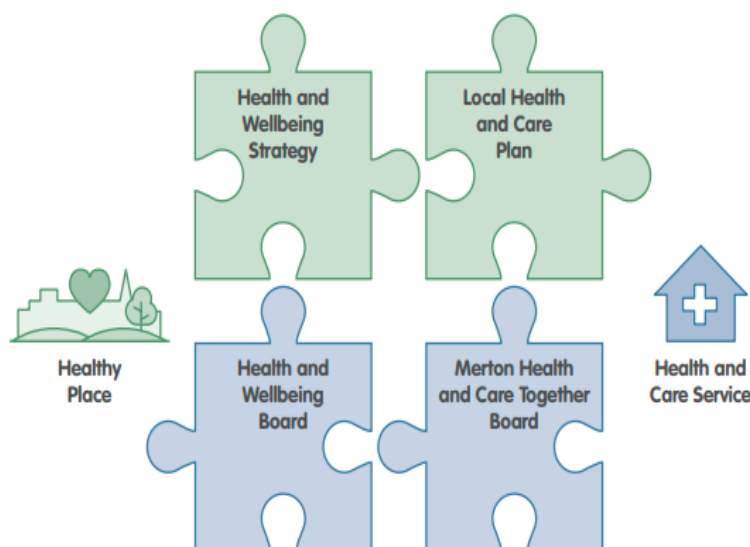 Health and
Wellbeing
Strategy
Local Health
and Care
Plan
Healthy
Place
Health and
Wellbeing
Board
Merton Health
and Care Together
Board
Health and
Care Service